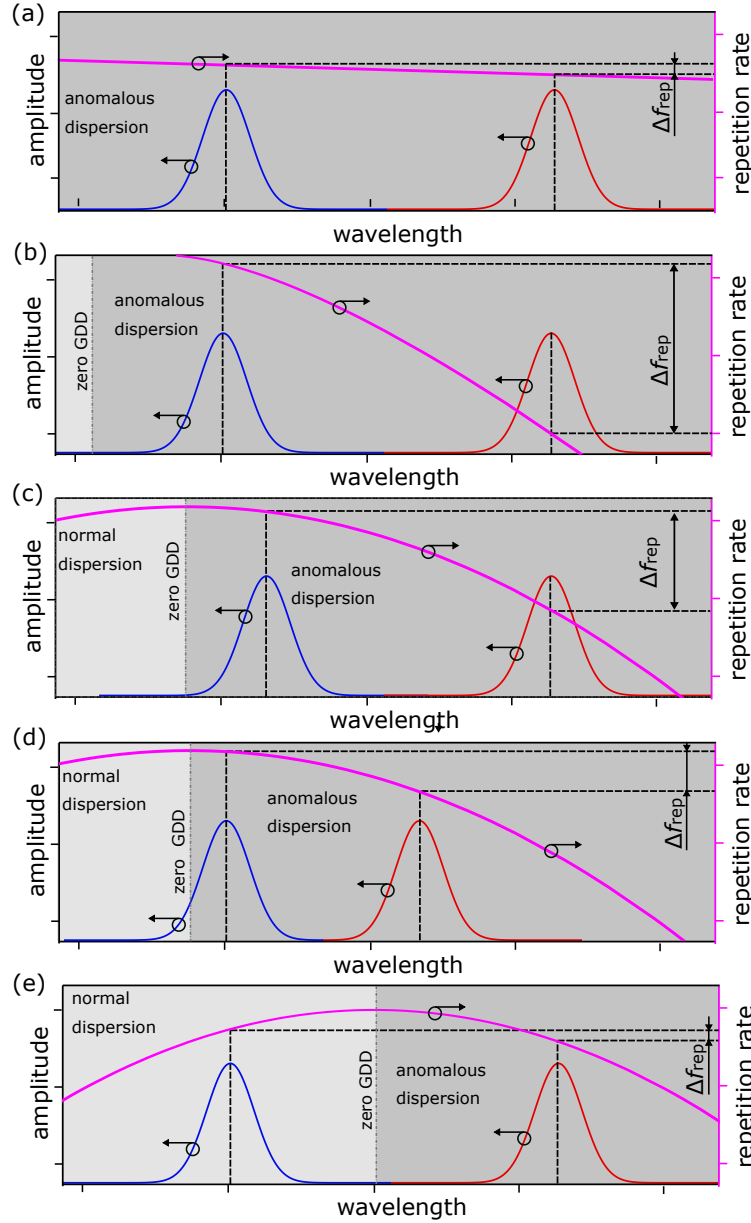 (a)
amplitude
anomalous
dispersion
Δfrep
repetition rate
wavelength
(b)
amplitude
zero GDD
anomalous
dispersion
Δfrep
repetition rate
(c)
amplitude
normal
dispersion
zero GDD
anomalous
dispersion
Δfrep
repetition rate
wavelength
(d)
amplitude
normal
dispersion
zero GDD
anomalous
dispersion
Δfrep
repetition rate
wavelength
(e)
amplitude
normal
dispersion
zero GDD
anomalous
dispersion
Δfrep
repetition rate
wavelength